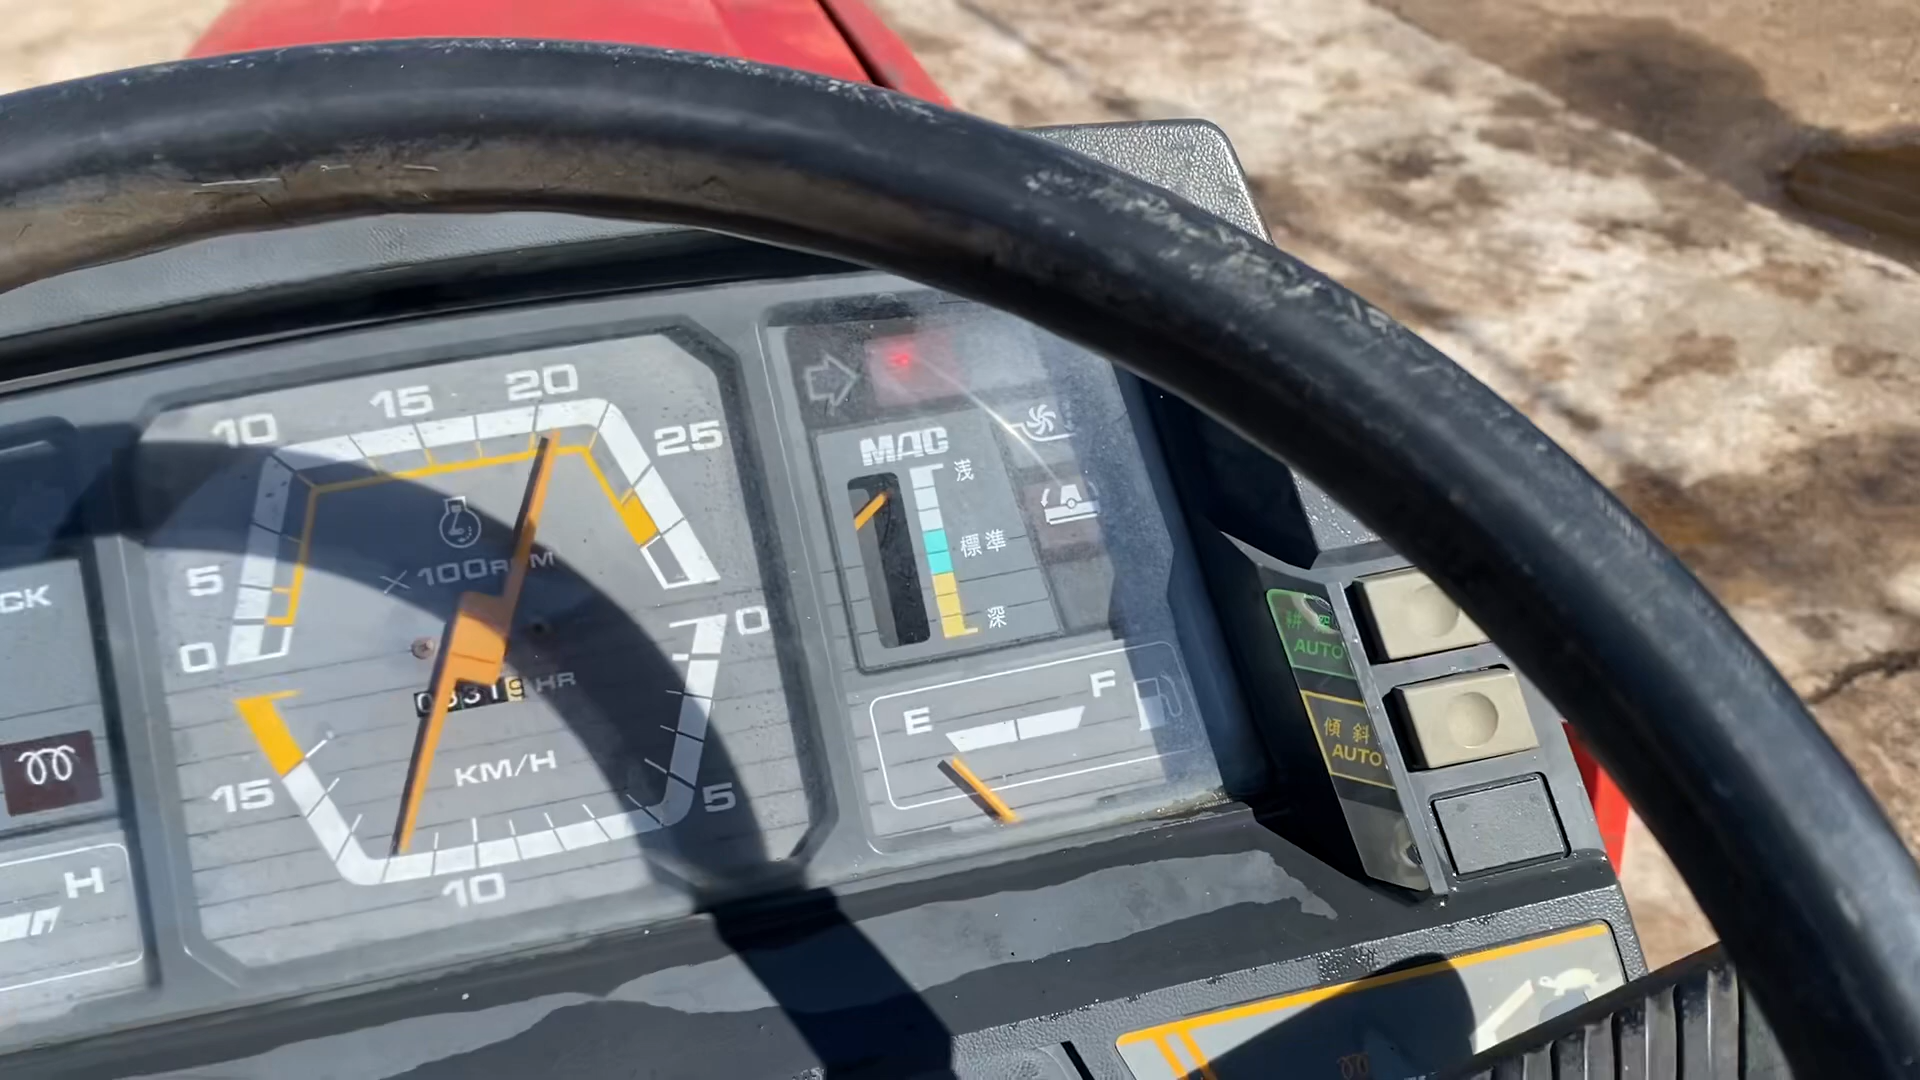 CK
H
10
15
20
25
5
0
×100RPM
HR
KM/H
0
5
10
15
MAC
浅
標準
深
E
F
AUTO
傾斜
AUTO